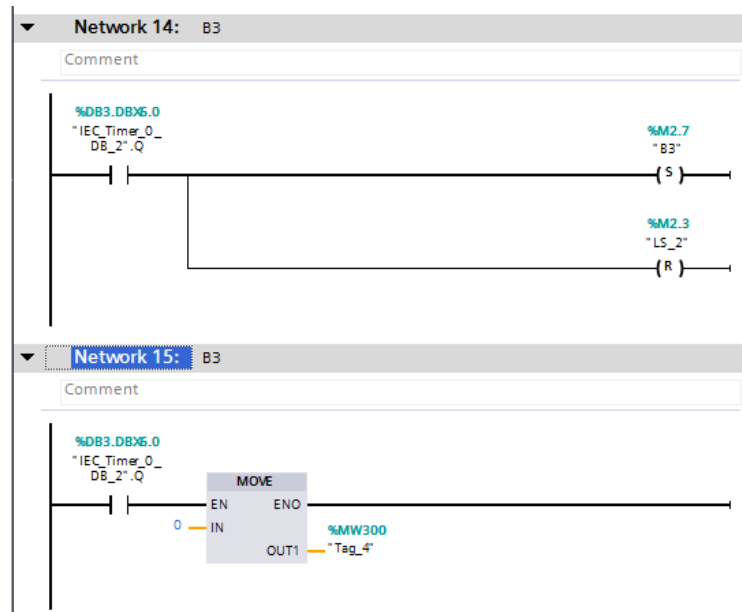 Network 14: B3
Comment
%DB3.DBX6.0
"IEC_Timer_0_
DB_2".Q
%M2.7
"B3"
S
%M2.3
"LS_2"
R
Network 15: B3
Comment
%DB3.DBX6.0
"IEC_Timer_0_
DB_2".Q
MOVE
EN ENO
0 IN
%MW300
OUT1 "Tag_4"